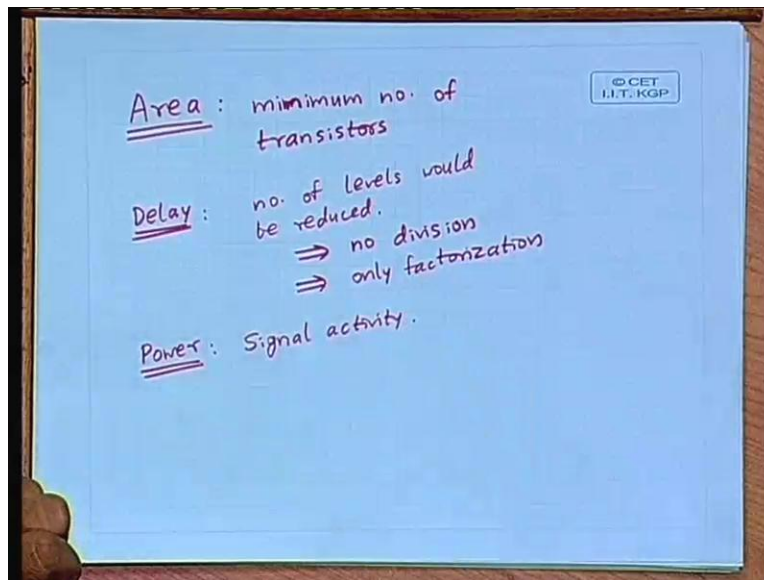 © CET
I.I.T. KGP
Area : mimimum no. of
transistors
Delay : no. of levels would
be reduced.
⇒ no division
⇒ only factorization
Power : Signal activity.